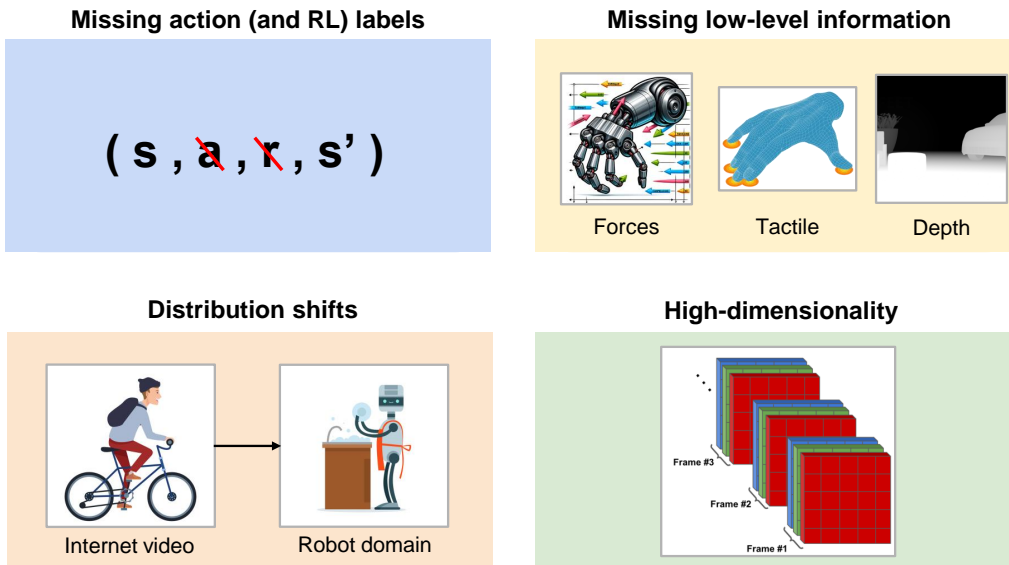 Missing action (and RL) labels
( s , a , r , s’ )
Missing low-level information
Forces
Tactile
Depth
Distribution shifts
Internet video
Robot domain
High-dimensionality
Frame #3
Frame #2
Frame #1